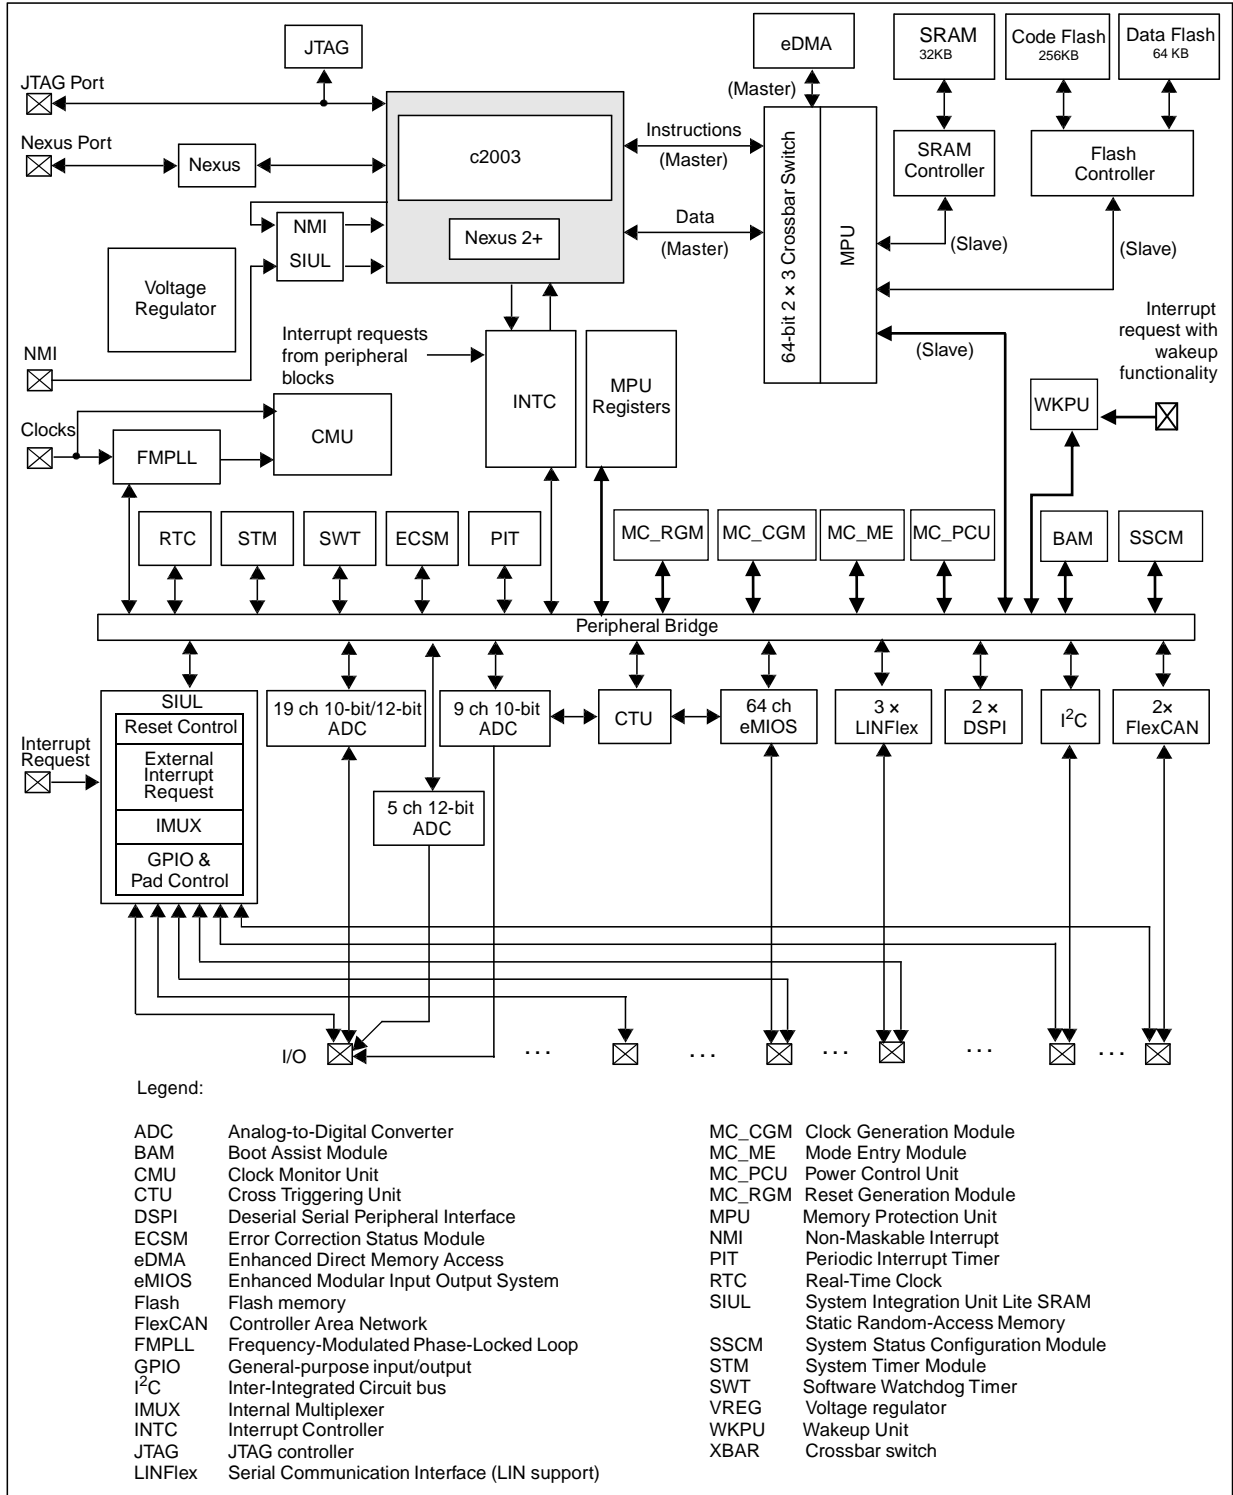 JTAG
eDMA
SRAM
32KB
Code Flash
256KB
Data Flash
64 KB
JTAG Port
(Master)
Nexus Port
Nexus
c2003
Instructions
(Master)
64-bit 2 × 3 Crossbar Switch
MPU
SRAM
Controller
Flash
Controller
NMI
SIUL
Nexus 2+
Data
(Master)
(Slave)
(Slave)
Voltage
Regulator
Interrupt requests
from peripheral
blocks
(Slave)
Interrupt
request with
wakeup
functionality
NMI
INTC
MPU
Registers
WKPU
Clocks
FMPLL
CMU
RTC
STM
SWT
ECSM
PIT
MC_RGM
MC_CGM
MC_ME
MC_PCU
BAM
SSCM
Peripheral Bridge
SIUL
Reset Control
External
Interrupt
Request
IMUX
GPIO &
Pad Control
Interrupt
Request
19 ch 10-bit/12-bit
ADC
9 ch 10-bit
ADC
CTU
64 ch
eMIOS
3 ×
LINFlex
2 ×
DSPI
I2C
2×
FlexCAN
5 ch 12-bit
ADC
I/O
. . .
. . .
. . .
. . .
. . .
Legend:
ADC Analog-to-Digital Converter
BAM Boot Assist Module
CMU Clock Monitor Unit
CTU Cross Triggering Unit
DSPI Deserial Serial Peripheral Interface
ECSM Error Correction Status Module
eDMA Enhanced Direct Memory Access
eMIOS Enhanced Modular Input Output System
Flash Flash memory
FlexCAN Controller Area Network
FMPLL Frequency-Modulated Phase-Locked Loop
GPIO General-purpose input/output
I2C Inter-Integrated Circuit bus
IMUX Internal Multiplexer
INTC Interrupt Controller
JTAG JTAG controller
LINFlex Serial Communication Interface (LIN support)
MC_CGM Clock Generation Module
MC_ME Mode Entry Module
MC_PCU Power Control Unit
MC_RGM Reset Generation Module
MPU Memory Protection Unit
NMI Non-Maskable Interrupt
PIT Periodic Interrupt Timer
RTC Real-Time Clock
SIUL System Integration Unit Lite SRAM
Static Random-Access Memory
SSCM System Status Configuration Module
STM System Timer Module
SWT Software Watchdog Timer
VREG Voltage regulator
WKPU Wakeup Unit
XBAR Crossbar switch